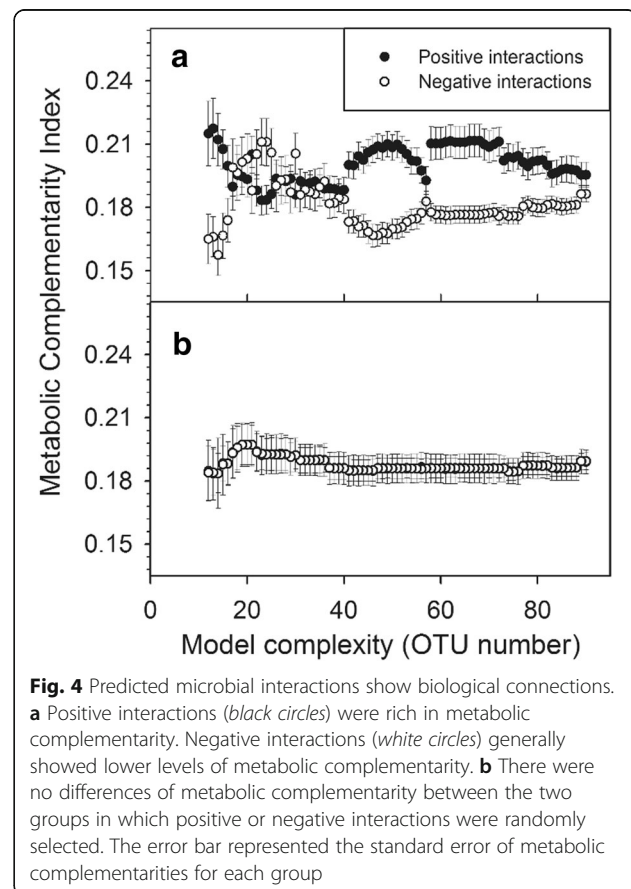 a
Positive interactions
Negative interactions
0.24
0.21
0.18
0.15
b
0.24
0.21
0.18
0.15
Metabolic Complementarity Index
0 20 40 60 80
Model complexity (OTU number)
Fig. 4 Predicted microbial interactions show biological connections.
a Positive interactions (black circles) were rich in metabolic
complementarity. Negative interactions (white circles) generally
showed lower levels of metabolic complementarity. b There were
no differences of metabolic complementarity between the two
groups in which positive or negative interactions were randomly
selected. The error bar represented the standard error of metabolic
complementarities for each group